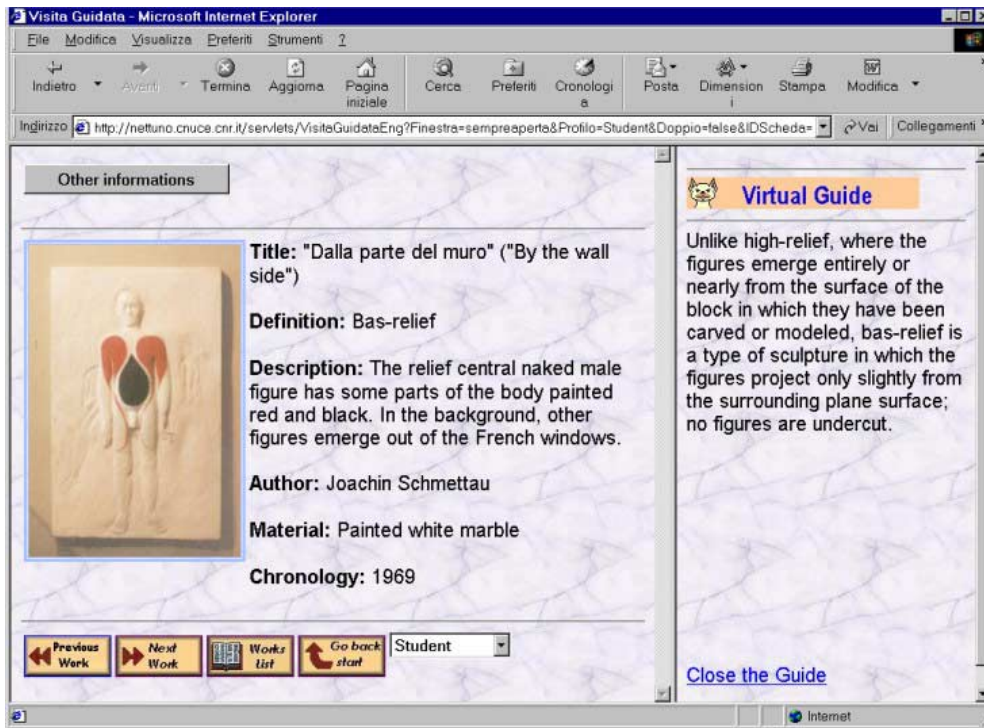 Visita Guidata - Microsoft Internet Explorer
File Modifica Visualizza Preferiti Strumenti ?
Indietro Avanti Termina Aggiorna Pagina iniziale Cerca Preferiti Cronologi a Posta Dimension i Stampa Modifica
Indirizzo http://nettuno.cnuce.cnr.it/servlets/VisitaGuidataEng?Finestra=sempreaperta&Profilo=Student&Doppio=false&IDScheda= Vai Collegamenti
Other informations
Title: "Dalla parte del muro" ("By the wall
side")
Definition: Bas-relief
Description: The relief central naked male
figure has some parts of the body painted
red and black. In the background, other
figures emerge out of the French windows.
Author: Joachin Schmettau
Material: Painted white marble
Chronology: 1969
Previous
Work
Next
Work
Works
list
Go back
start
Student
Virtual Guide
Unlike high-relief, where the
figures emerge entirely or
nearly from the surface of the
block in which they have been
carved or modeled, bas-relief is
a type of sculpture in which the
figures project only slightly from
the surrounding plane surface;
no figures are undercut.
Close the Guide
Internet